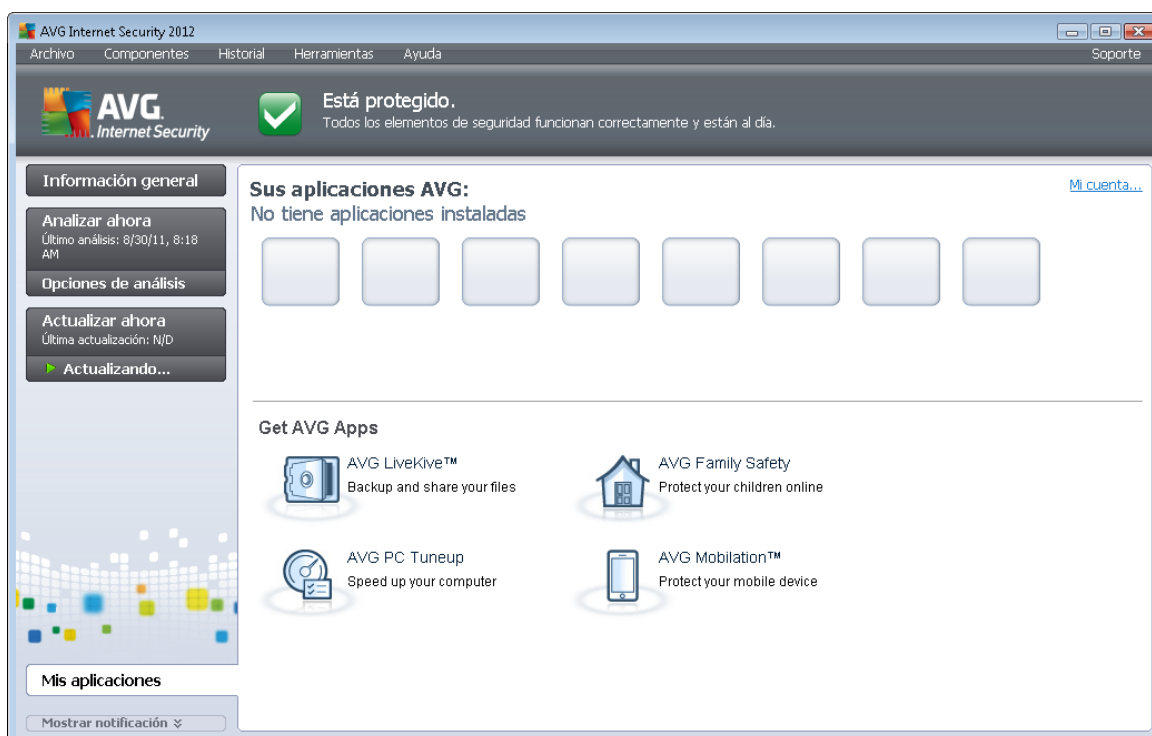 AVG Internet Security 2012
Archivo Componentes Historial Herramientas Ayuda Soporte
AVG.
Internet Security
Está protegido.
Todos los elementos de seguridad funcionan correctamente y están al día.
Información general
Analizar ahora
Último análisis: 8/30/11, 8:18
AM
Opciones de análisis
Actualizar ahora
Última actualización: N/D
Actualizando...
Mis aplicaciones
Mostrar notificación
Sus aplicaciones AVG:
Mi cuenta...
No tiene aplicaciones instaladas
Get AVG Apps
AVG LiveKive™
Backup and share your files
AVG Family Safety
Protect your children online
AVG PC Tuneup
Speed up your computer
AVG Mobilation™
Protect your mobile device